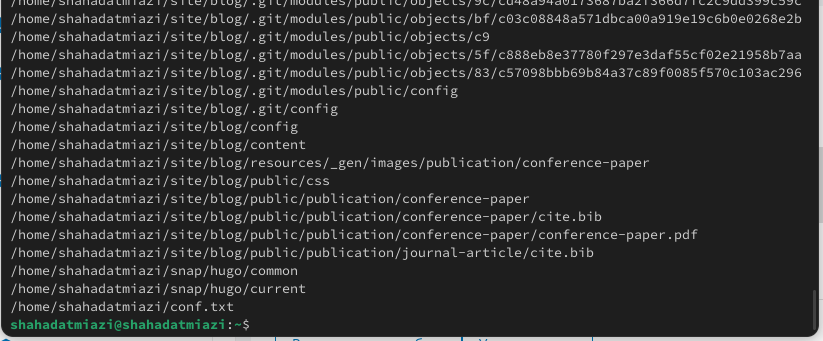 /home/shahadatmiazi/site/blog/.git/modules/public/objects/bf/c03c08848a571dbca00a919e19c6b0e0268e2b
/home/shahadatmiazi/site/blog/.git/modules/public/objects/c9
/home/shahadatmiazi/site/blog/.git/modules/public/objects/5f/c888eb8e37780f297e3daf55cf02e21958b7aa
/home/shahadatmiazi/site/blog/.git/modules/public/objects/83/c57098bbb69b84a37c89f0085f570c103ac296
/home/shahadatmiazi/site/blog/.git/modules/public/config
/home/shahadatmiazi/site/blog/.git/config
/home/shahadatmiazi/site/blog/config
/home/shahadatmiazi/site/blog/content
/home/shahadatmiazi/site/blog/resources/_gen/images/publication/conference-paper
/home/shahadatmiazi/site/blog/public/css
/home/shahadatmiazi/site/blog/public/publication/conference-paper
/home/shahadatmiazi/site/blog/public/publication/conference-paper/cite.bib
/home/shahadatmiazi/site/blog/public/publication/conference-paper/conference-paper.pdf
/home/shahadatmiazi/site/blog/public/publication/journal-article/cite.bib
/home/shahadatmiazi/snap/hugo/common
/home/shahadatmiazi/snap/hugo/current
/home/shahadatmiazi/conf.txt
shahadatmiazi@shahadatmiazi:~$